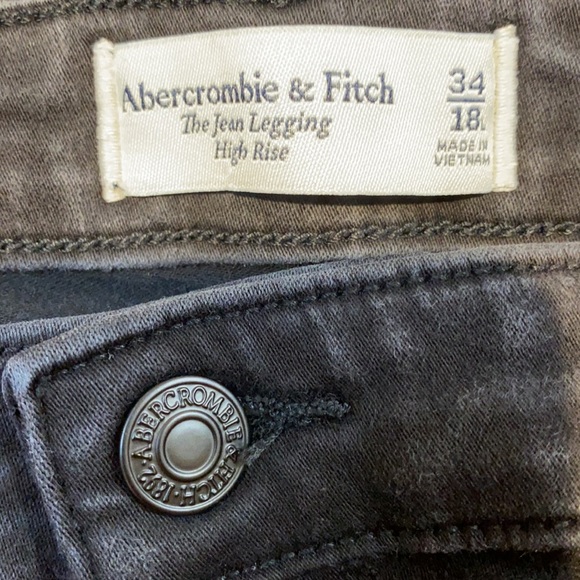 Abercrombie & Fitch
The Jean Legging
High Rise
34
18L
MADE IN
VIETNAM
ABERCROMBIE & FITCH · 1892 ·